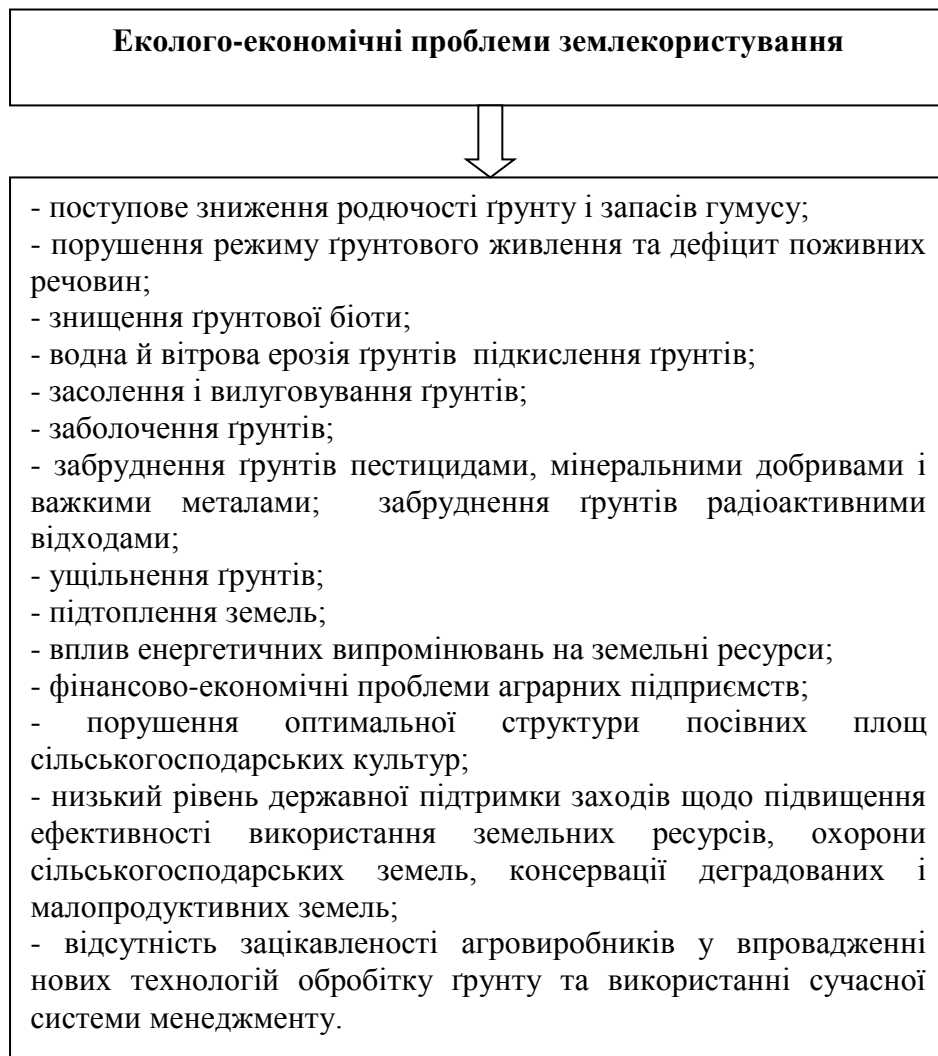 Еколого-економічні проблеми землекористування
- поступове зниження родючості ґрунту і запасів гумусу;
- порушення режиму ґрунтового живлення та дефіцит поживних
речовин;
- знищення ґрунтової біоти;
- водна й вітрова ерозія ґрунтів  підкислення ґрунтів;
- засолення і вилуговування ґрунтів;
- заболочення ґрунтів;
- забруднення ґрунтів пестицидами, мінеральними добривами і
важкими металами;  забруднення ґрунтів радіоактивними
відходами;
- ущільнення ґрунтів;
- підтоплення земель;
- вплив енергетичних випромінювань на земельні ресурси;
- фінансово-економічні проблеми аграрних підприємств;
- порушення оптимальної структури посівних площ
сільськогосподарських культур;
- низький рівень державної підтримки заходів щодо підвищення
ефективності використання земельних ресурсів, охорони
сільськогосподарських земель, консервації деградованих і
малопродуктивних земель;
- відсутність зацікавленості агровиробників у впровадженні
нових технологій обробітку ґрунту та використанні сучасної
системи менеджменту.